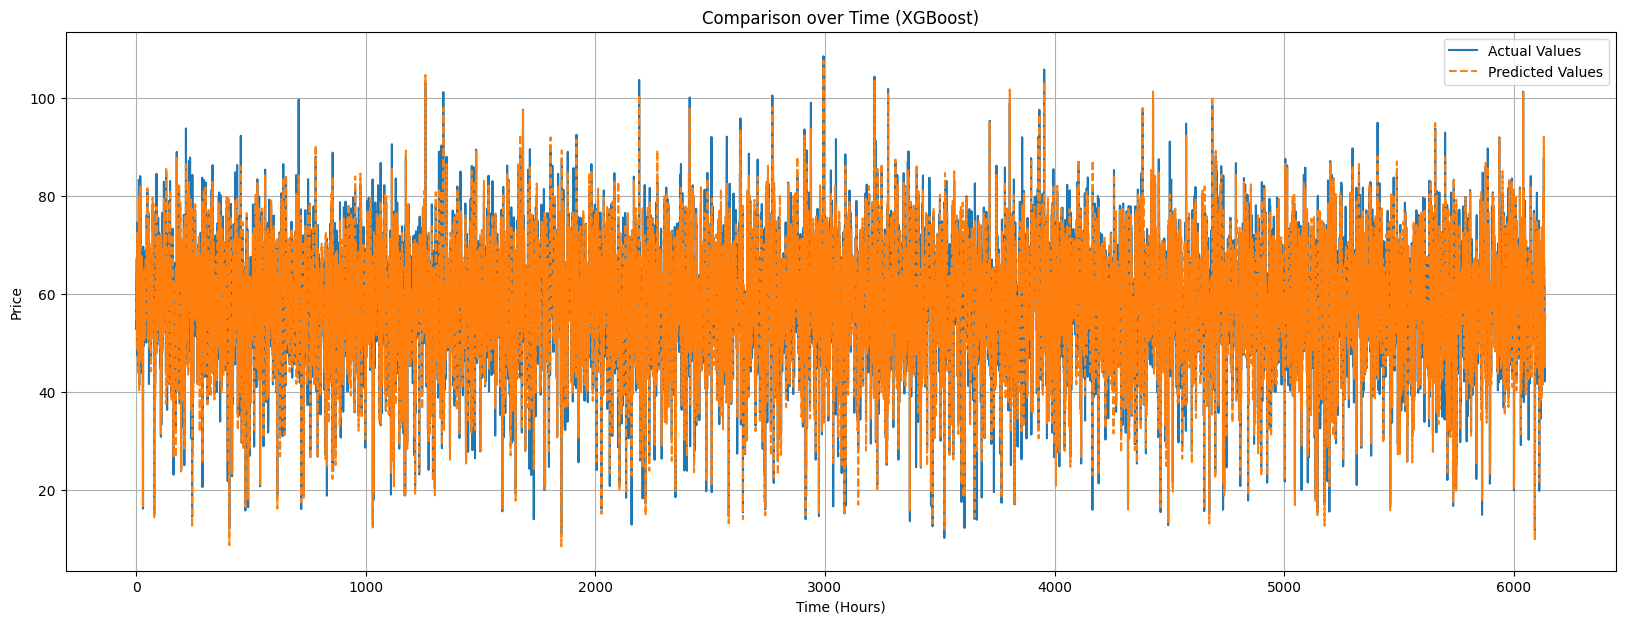 Comparison over Time (XGBoost)
Actual Values
Predicted Values
Price
100
80
60
40
20
0
1000
2000
3000
4000
5000
6000
Time (Hours)